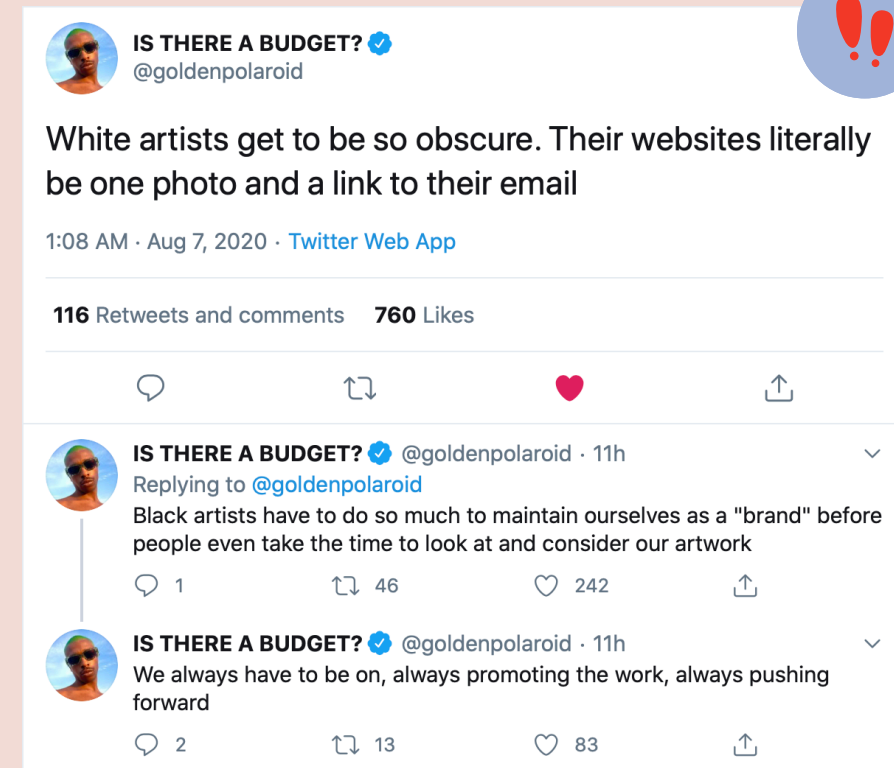 IS THERE A BUDGET?
@goldenpolaroid
White artists get to be so obscure. Their websites literally
be one photo and a link to their email
1:08 AM · Aug 7, 2020 · Twitter Web App
116 Retweets and comments 760 Likes
IS THERE A BUDGET? @goldenpolaroid · 11h
Replying to @goldenpolaroid
Black artists have to do so much to maintain ourselves as a "brand" before
people even take the time to look at and consider our artwork
1 46 242
IS THERE A BUDGET? @goldenpolaroid · 11h
We always have to be on, always promoting the work, always pushing
forward
2 13 83